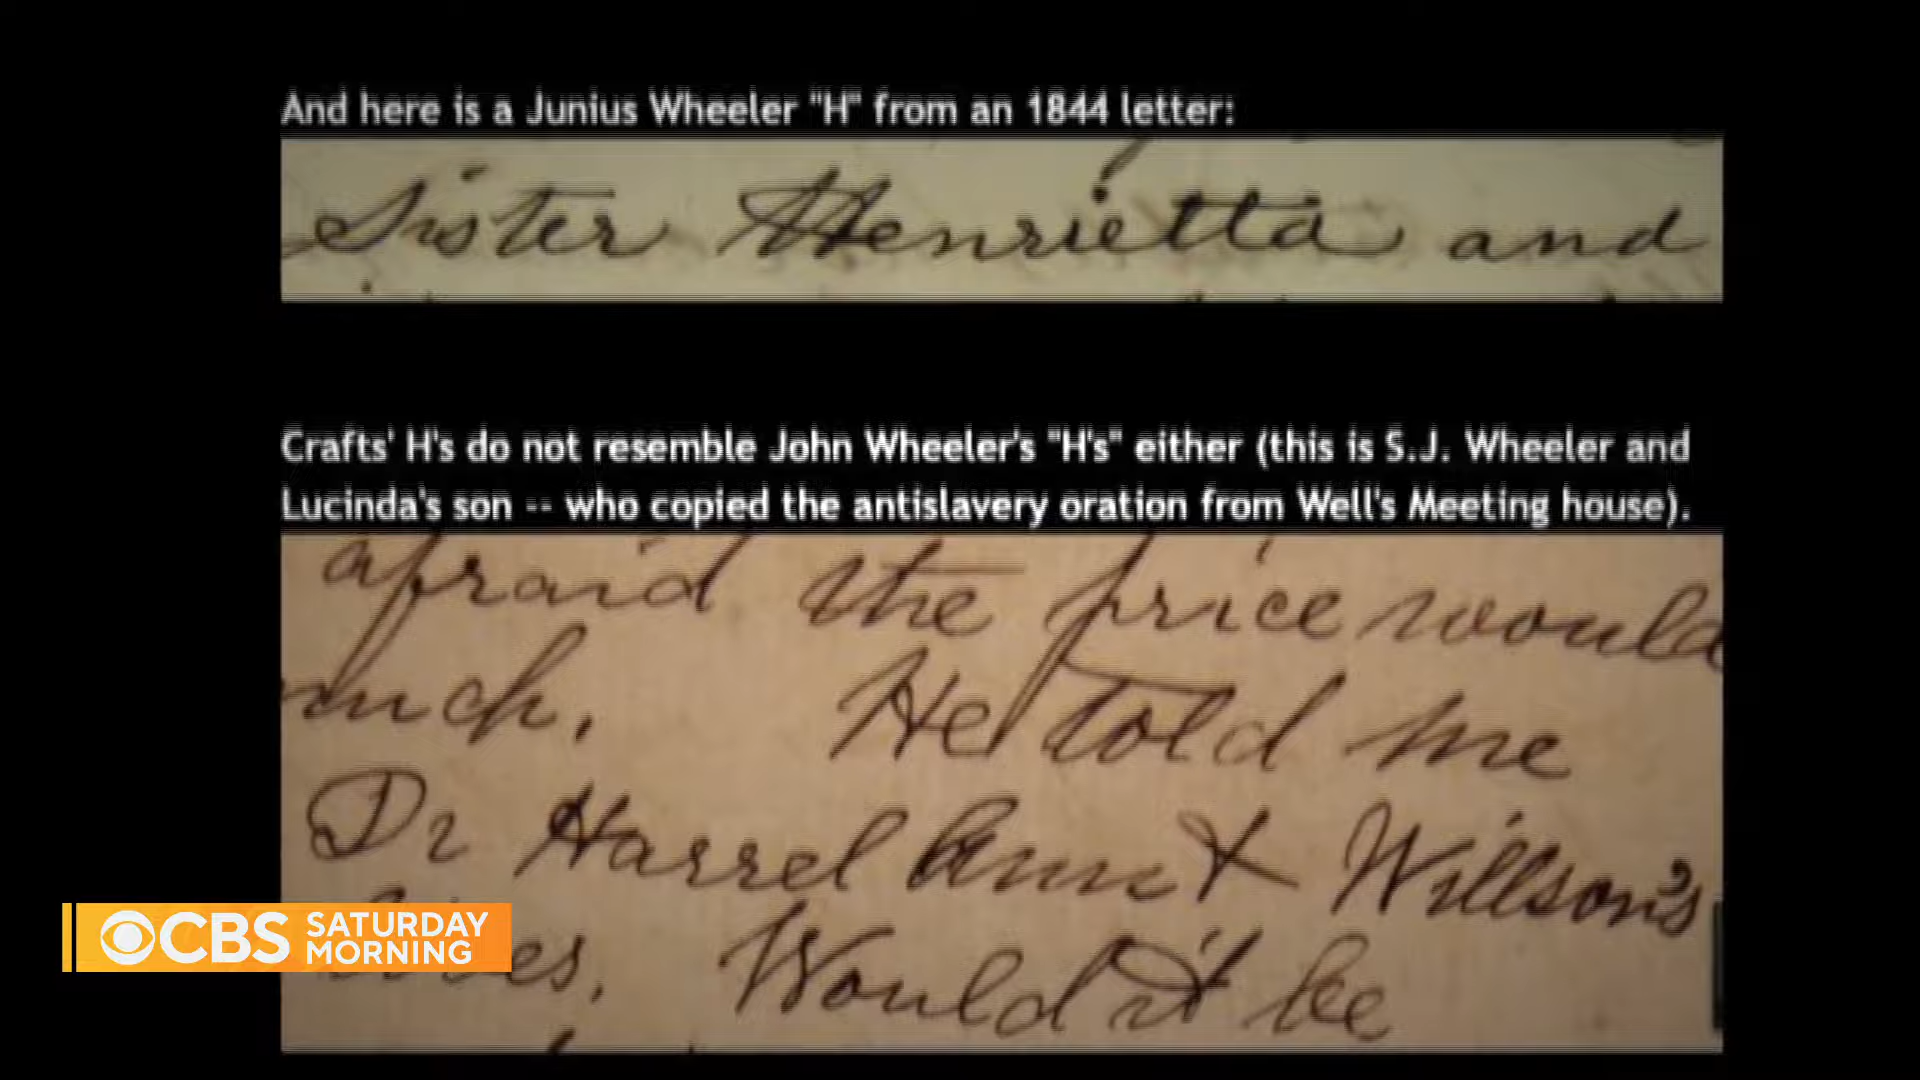 And here is a Junius Wheeler "H" from an 1844 letter:
Sister Henrietta and
Crafts' H's do not resemble John Wheeler's "H's" either (this is S.J. Wheeler and
Lucinda's son -- who copied the antislavery oration from Well's Meeting house).
afraid the price would
much. He told me
Dr Harrel Ann & Willson's
Would it be
CBS SATURDAY
MORNING